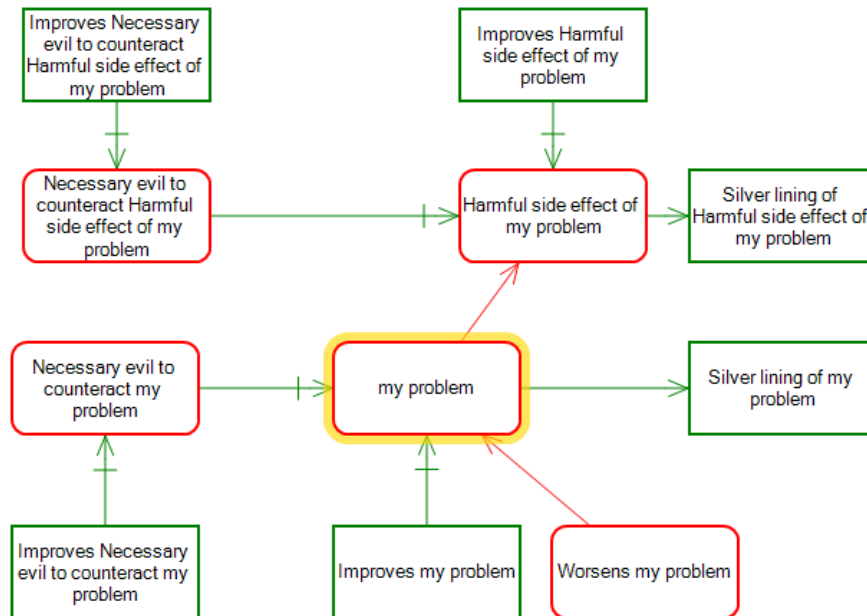 Improves Necessary
evil to counteract
Harmful side effect of
my problem
Improves Harmful
side effect of my
problem
Necessary evil to
counteract Harmful
side effect of my
problem
Harmful side effect of
my problem
Silver lining of
Harmful side effect of
my problem
Necessary evil to
counteract my
problem
my problem
Silver lining of my
problem
Improves Necessary
evil to counteract my
problem
Improves my problem
Worsens my problem